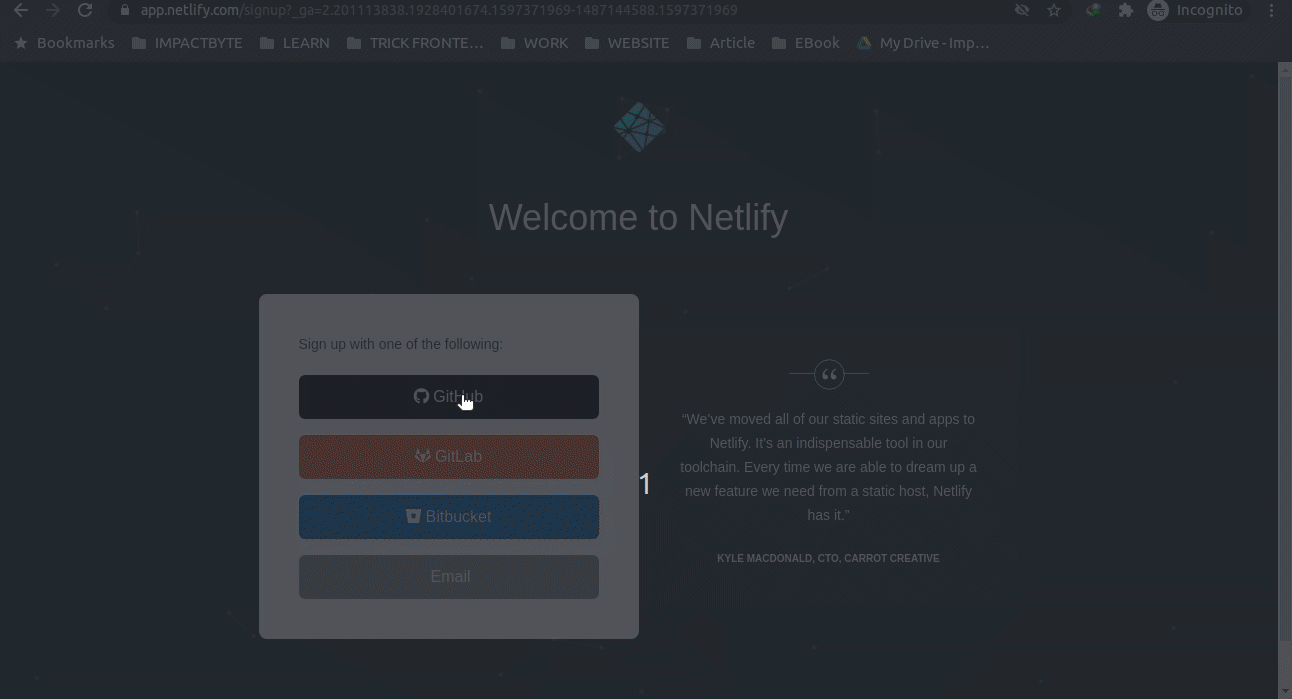 app.netlify.com/signup?_ga=2.201113838.1928401674.1597371969-1487144588.1597371969
Incognito
Bookmarks IMPACTBYTE LEARN TRICK FRONTE... WORK WEBSITE Article EBook My Drive - Imp...
Welcome to Netlify
Sign up with one of the following:
GitHub
GitLab
Bitbucket
Email
1
“We’ve moved all of our static sites and apps to
Netlify. It’s an indispensable tool in our
toolchain. Every time we are able to dream up a
new feature we need from a static host, Netlify
has it.”
KYLE MACDONALD, CTO, CARROT CREATIVE